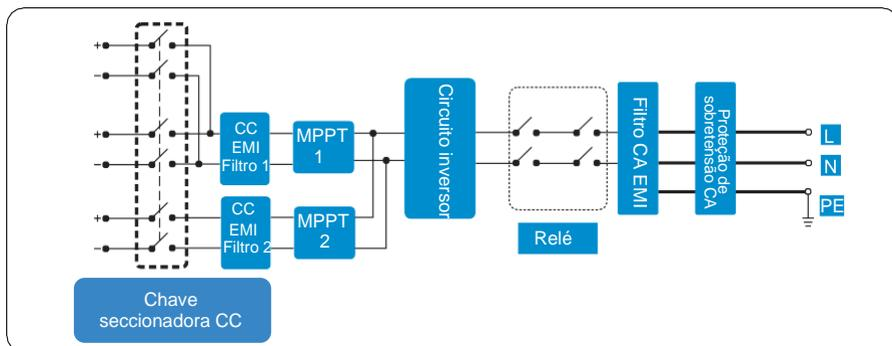 +
−
+
−
+
−
CC
EMI
Filtro 1
MPPT
1
CC
EMI
Filtro 2
MPPT
2
Circuito inversor
Relé
Filtro CA EMI
Proteção de
sobretensão CA
L
N
PE
Chave
seccionadora CC